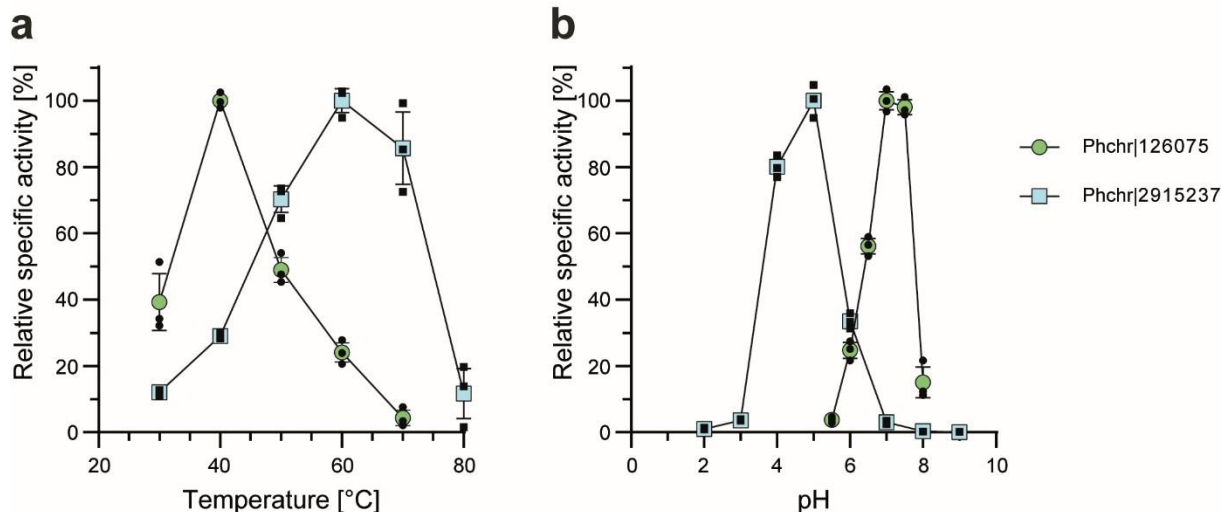 a
Relative specific activity [%]
100
80
60
40
20
0
20 40 60 80
Temperature [°C]
b
Relative specific activity [%]
100
80
60
40
20
0
0 2 4 6 8 10
pH
Phchr|126075
Phchr|2915237